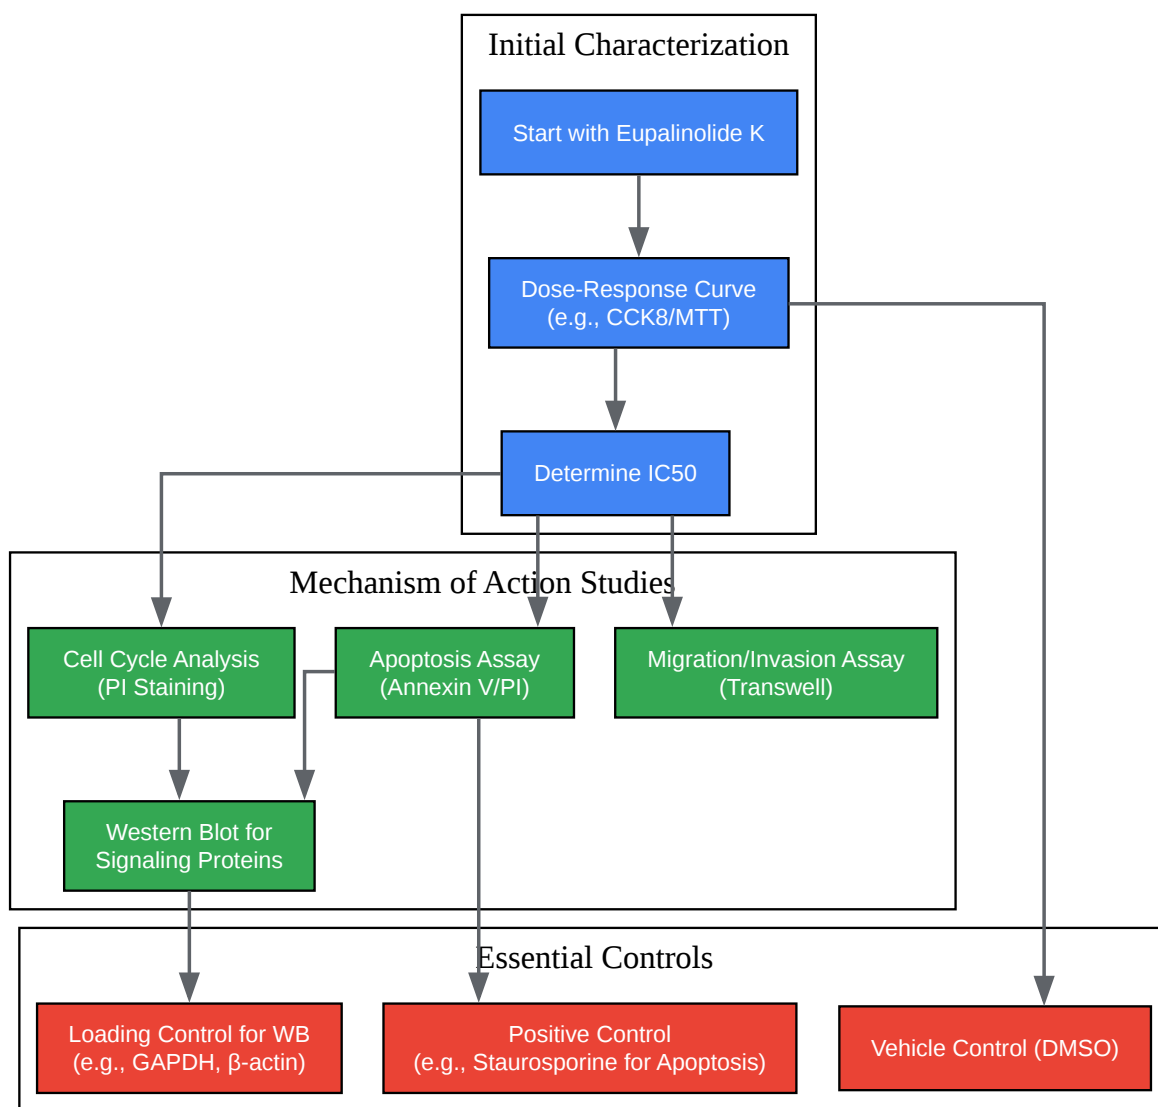 Initial Characterization
Start with Eupalinolide K
Dose-Response Curve
(e.g., CCK8/MTT)
Determine IC50
Mechanism of Action Studies
Cell Cycle Analysis
(PI Staining)
Apoptosis Assay
(Annexin V/PI)
Migration/Invasion Assay
(Transwell)
Western Blot for
Signaling Proteins
Essential Controls
Loading Control for WB
(e.g., GAPDH, β-actin)
Positive Control
(e.g., Staurosporine for Apoptosis)
Vehicle Control (DMSO)